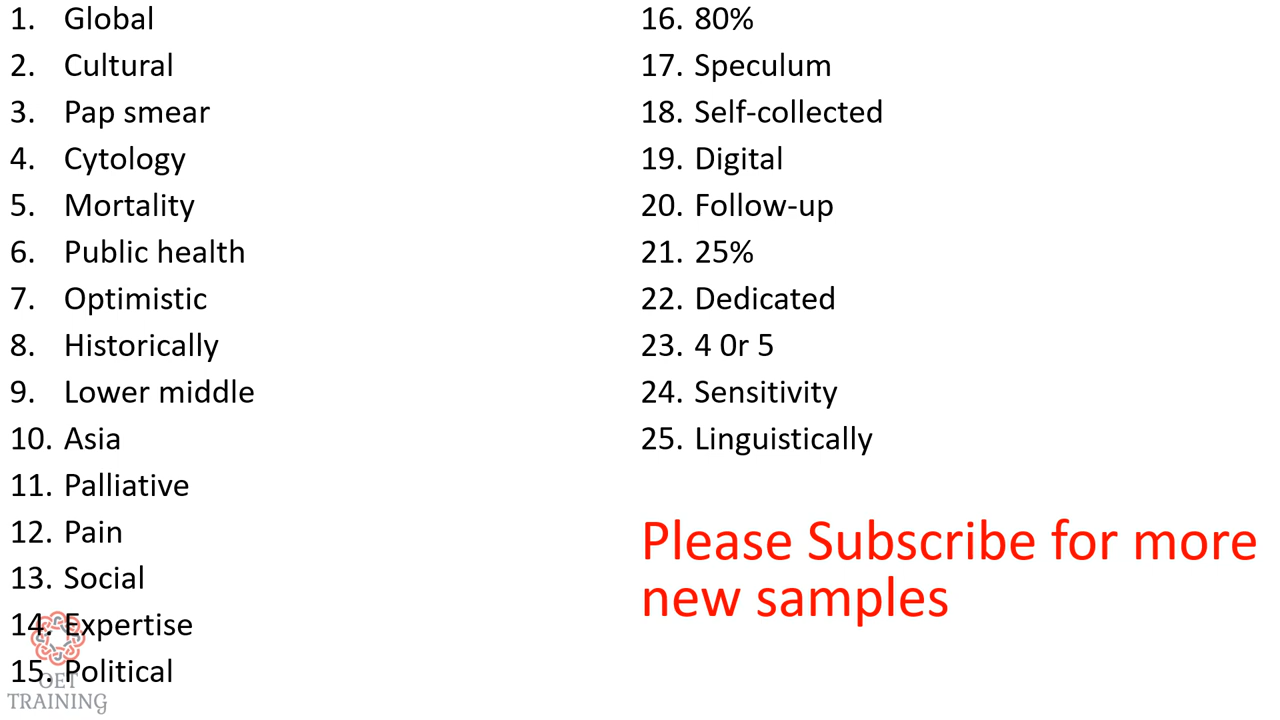 1. Global
2. Cultural
3. Pap smear
4. Cytology
5. Mortality
6. Public health
7. Optimistic
8. Historically
9. Lower middle
10. Asia
11. Palliative
12. Pain
13. Social
14. Expertise
15. Political
OET
TRAINING
16. 80%
17. Speculum
18. Self-collected
19. Digital
20. Follow-up
21. 25%
22. Dedicated
23. 4 0r 5
24. Sensitivity
25. Linguistically
Please Subscribe for more
new samples